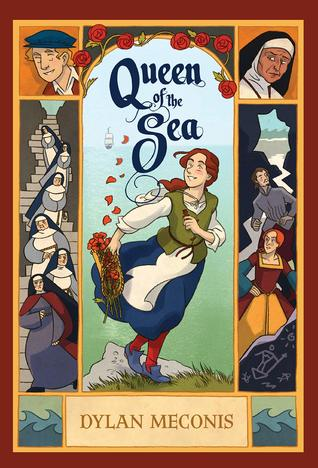 Queen
of the
Sea
DYLAN MECONIS